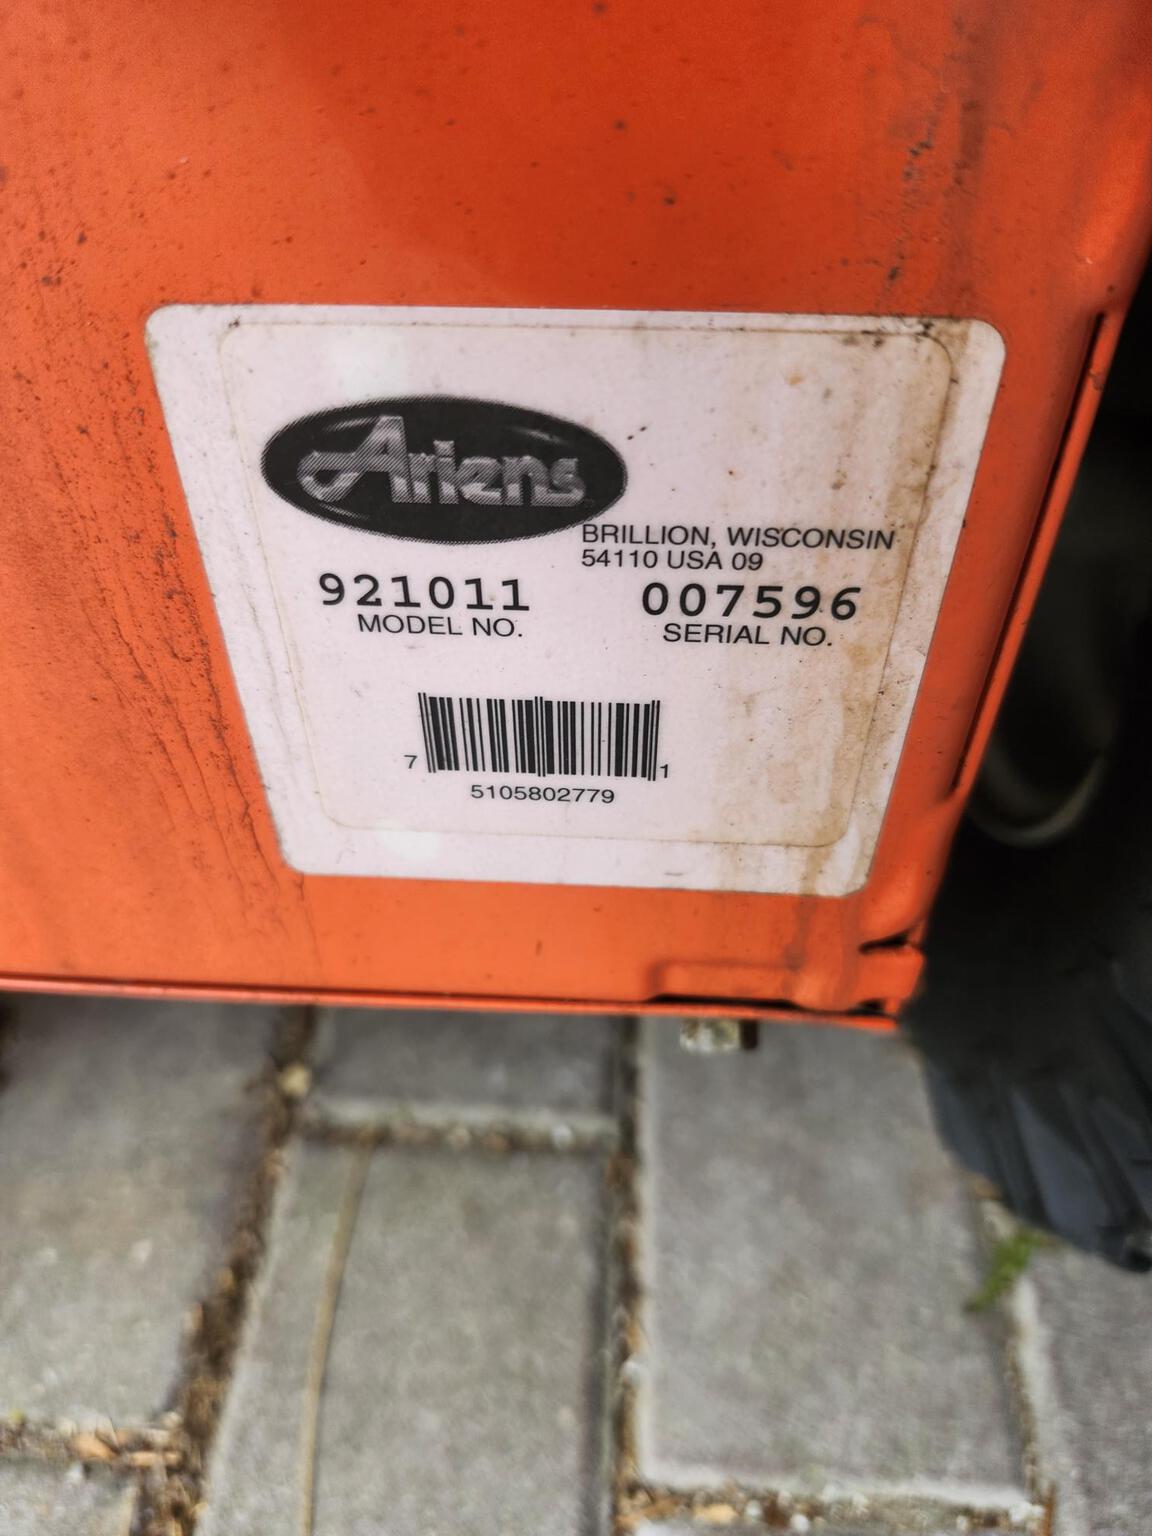 Ariens
BRILLION, WISCONSIN
54110 USA 09
921011 007596
MODEL NO. SERIAL NO.
7 1
5105802779